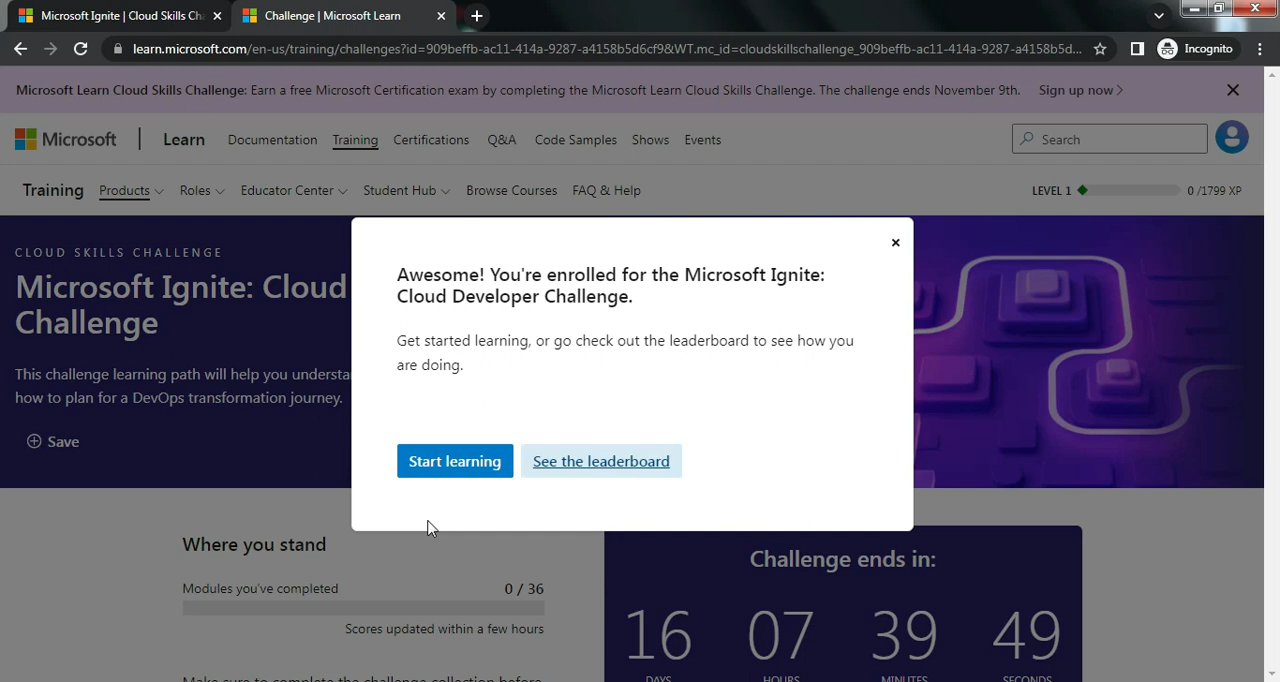 Microsoft Ignite | Cloud Skills Ch
Challenge | Microsoft Learn
learn.microsoft.com/en-us/training/challenges?id=909beffb-ac11-414a-9287-a4158b5d6cf9&WT.mc_id=cloudskillschallenge_909beffb-ac11-414a-9287-a4158b5d...
Incognito
Microsoft Learn Cloud Skills Challenge: Earn a free Microsoft Certification exam by completing the Microsoft Learn Cloud Skills Challenge. The challenge ends November 9th. Sign up now
Microsoft Learn Documentation Training Certifications Q&A Code Samples Shows Events Search
Training Products Roles Educator Center Student Hub Browse Courses FAQ & Help LEVEL 1 0 /1799 XP
CLOUD SKILLS CHALLENGE
Microsoft Ignite: Cloud
Challenge
This challenge learning path will help you understa
how to plan for a DevOps transformation journey.
Save
Awesome! You're enrolled for the Microsoft Ignite:
Cloud Developer Challenge.
Get started learning, or go check out the leaderboard to see how you
are doing.
Start learning See the leaderboard
Where you stand
Modules you've completed 0 / 36
Scores updated within a few hours
Make sure to complete the challenge collection before
Challenge ends in:
16 07 39 49
DAYS HOURS MINUTES SECONDS